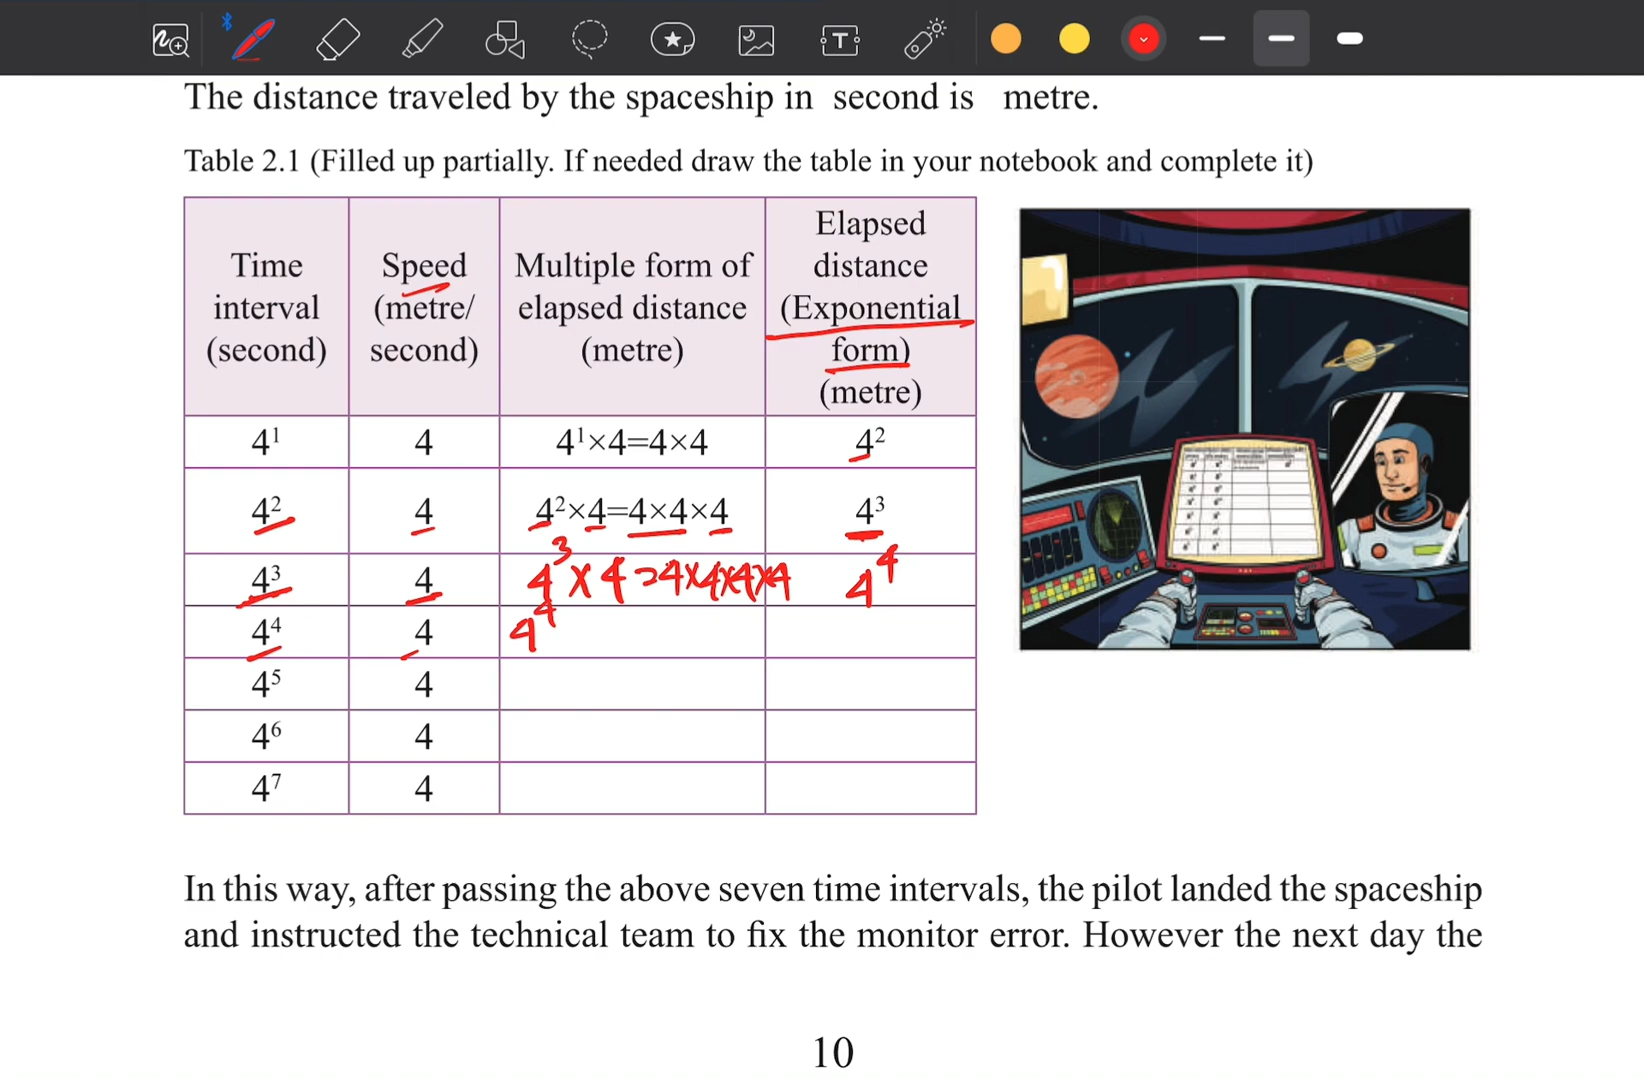 The distance traveled by the spaceship in second is metre.
Table 2.1 (Filled up partially. If needed draw the table in your notebook and complete it)
Time interval (second) Speed (metre/ second) Multiple form of elapsed distance (metre) Elapsed distance (Exponential form) (metre)
4¹ 4 4¹×4=4×4 4²
4² 4 4²×4=4×4×4 4³
4³ 4 4³×4=4×4×4×4 4⁴
4⁴ 4 4⁴
4⁵ 4
4⁶ 4
4⁷ 4
In this way, after passing the above seven time intervals, the pilot landed the spaceship
and instructed the technical team to fix the monitor error. However the next day the
10